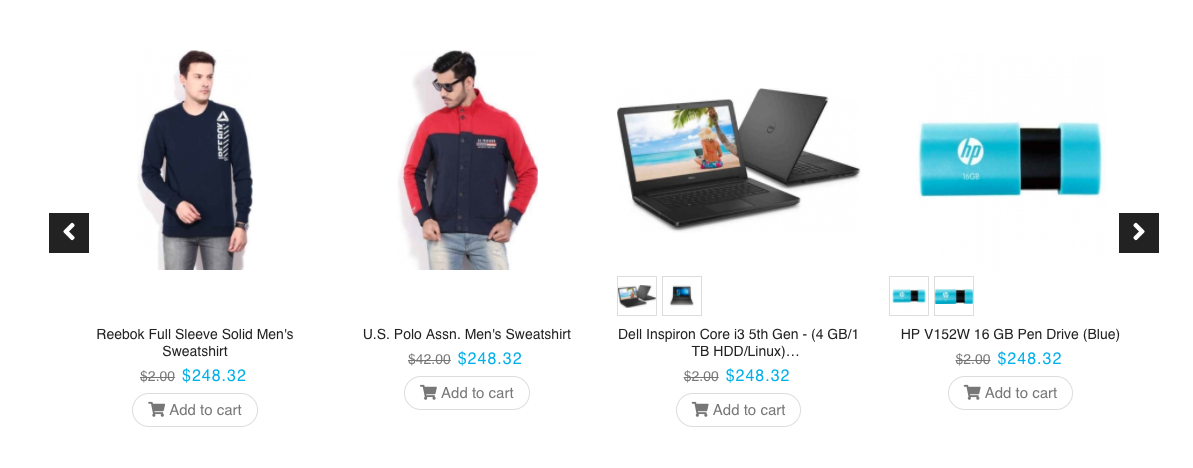 REEBOK
hp
16GB
Reebok Full Sleeve Solid Men's
Sweatshirt
$2.00 $248.32
Add to cart
U.S. Polo Assn. Men's Sweatshirt
$42.00 $248.32
Add to cart
Dell Inspiron Core i3 5th Gen - (4 GB/1
TB HDD/Linux)…
$2.00 $248.32
Add to cart
HP V152W 16 GB Pen Drive (Blue)
$2.00 $248.32
Add to cart